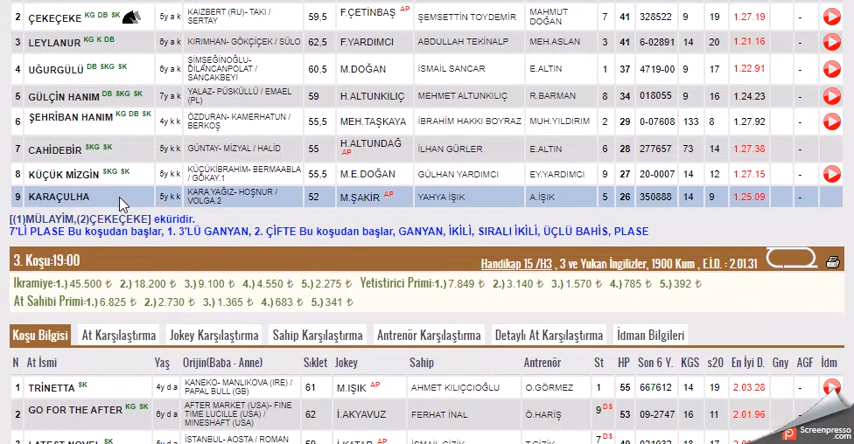 2 ÇEKEÇEKE KG DB SK 5y a k KAIZBERT (RU)- TAKI / SERTAY 59,5 F.ÇETİNBAŞ AP ŞEMSETTİN TOYDEMİR MAHMUT DOĞAN 7 41 328522 9 9 1.27.19
3 LEYLANUR KG K DB 5y k k KIRIMHAN- GÖKÇİÇEK / SÜLO 62,5 F.YARDIMCI ABDULLAH TEKİNALP MEH.ASLAN 3 41 6-02891 14 20 1.21.16
4 UĞURGÜLÜ DB SKG SK 6y a k ŞİMŞEĞİNOĞLU- DİLANCANPOLAT / SANCAKBEYİ 60,5 M.DOĞAN İSMAİL SANCAR E.ALTIN 1 37 4719-00 9 17 1.22.91
5 GÜLÇİN HANIM DB SKG SK 7y a k YALAZ- PÜSKÜLLÜ / EMAEL (PL) 59 H.ALTUNKILIÇ MEHMET ALTUNKILIÇ R.BARMAN 8 34 018055 9 16 1.24.23
6 ŞEHRİBAN HANIM KG DB SK 6y k k ÖZDURAN- KAMERHATUN / BERKOŞ 55,5 MEH.TAŞKAYA İBRAHİM HAKKI BOYRAZ MUH.YILDIRIM 2 29 0-07608 133 8 1.27.92
7 CAHİDEBİR SKG SK 6y k k GÜNTAY- MİZYAL / HALİD 55 H.ALTUNDAĞ AP İLHAN GÜRLER E.ALTIN 6 28 277657 73 14 1.27.38
8 KÜÇÜK MIZGİN SKG SK 6y k k KÜÇÜKİBRAHİM- BERMAABLA / GÖKAY.1 54 M.E.DOĞAN GÜLHAN YARDIMCI EY.YARDIMCI 9 27 20-0007 14 12 1.27.15
9 KARAÇULHA 5y k k KARA YAĞIZ- HOŞNUR / VOLGA.2 52 M.ŞAKİR AP YAHYA IŞIK A.IŞIK 5 26 350888 14 9 1.25.09
[(1)MÜLAYİM,(2)ÇEKEÇEKE] eküridir.
7'Lİ PLASE Bu koşudan başlar, 1. 3'LÜ GANYAN, 2. ÇİFTE Bu koşudan başlar, GANYAN, İKİLİ, SIRALI İKİLİ, ÜÇLÜ BAHİS, PLASE
3. Koşu:19:00 Handikap 15 /H3 , 3 ve Yukarı İngilizler, 1900 Kum , E.İ.D. : 2.01.31
Ikramiye:1.) 45.500 ₺ 2.) 18.200 ₺ 3.) 9.100 ₺ 4.) 4.550 ₺ 5.) 2.275 ₺ Yetistirici Primi:1.) 7.849 ₺ 2.) 3.140 ₺ 3.) 1.570 ₺ 4.) 785 ₺ 5.) 392 ₺
At Sahibi Primi:1.) 6.825 ₺ 2.) 2.730 ₺ 3.) 1.365 ₺ 4.) 683 ₺ 5.) 341 ₺
Koşu Bilgisi At Karşılaştırma Jokey Karşılaştırma Sahip Karşılaştırma Antrenör Karşılaştırma Detaylı At Karşılaştırma İdman Bilgileri
N At İsmi Yaş Orijin(Baba - Anne) Sıklet Jokey Sahip Antrenör St HP Son 6 Y. KGS s20 En İyi D. Gny AGF İdm
1 TRİNETTA SK 4y d a KANEKO- MANLIKOVA (IRE) / PAPAL BULL (GB) 61 M.IŞIK AP AHMET KILIÇCIOĞLU O.GÖRMEZ 1 55 667612 14 19 2.03.28
2 GO FOR THE AFTER KG SK 6y d a AFTER MARKET (USA)- FINE TIME LUCILLE (USA) / MINESHAFT (USA) 62 İ.AKYAVUZ FERHAT İNAL Ö.HARİŞ 9 DS 53 09-2747 16 11 2.01.96
Screenpresso
.com